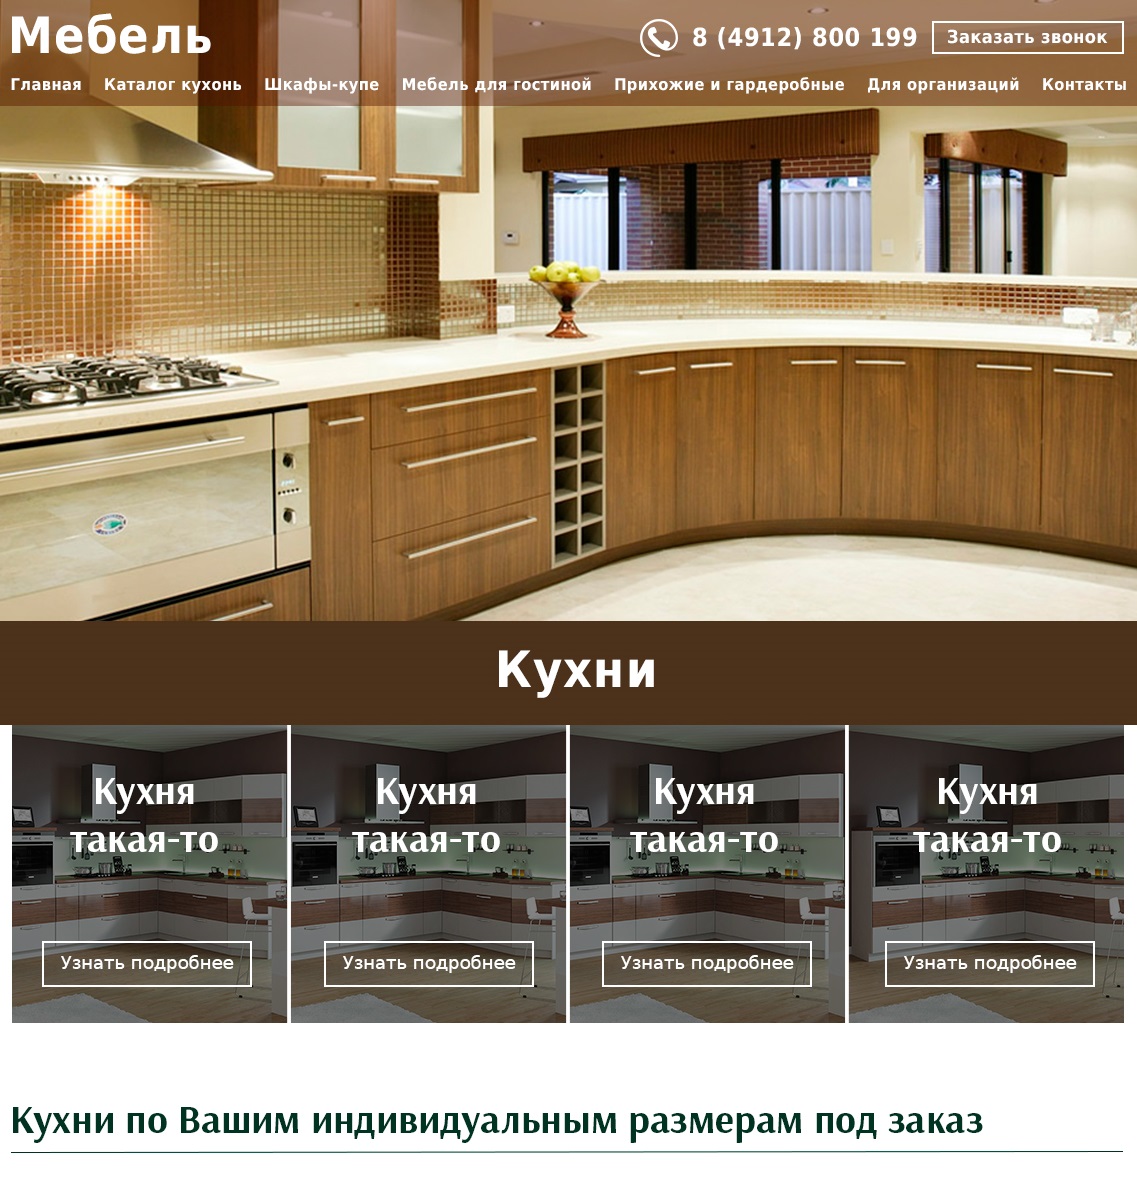 Мебель
8 (4912) 800 199
Заказать звонок
Главная Каталог кухонь Шкафы-купе Мебель для гостиной Прихожие и гардеробные Для организаций Контакты
Кухни
Кухня
такая-то
Узнать подробнее
Кухня
такая-то
Узнать подробнее
Кухня
такая-то
Узнать подробнее
Кухня
такая-то
Узнать подробнее
Кухни по Вашим индивидуальным размерам под заказ